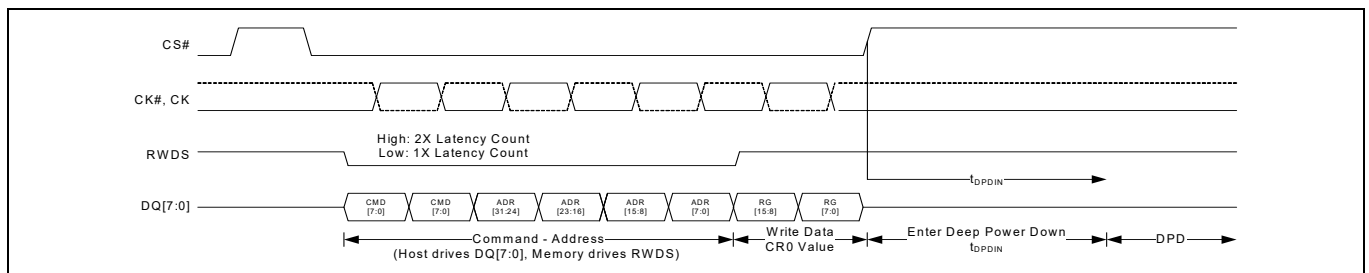 CS#
CK#, CK
High: 2X Latency Count
RWDS
Low: 1X Latency Count
tDPDIN
DQ[7:0]
CMD [7:0]
CMD [7:0]
ADR [31:24]
ADR [23:16]
ADR [15:8]
ADR [7:0]
RG [15:8]
RG [7:0]
Command - Address
(Host drives DQ[7:0], Memory drives RWDS)
Write Data
CR0 Value
Enter Deep Power Down
tDPDIN
DPD